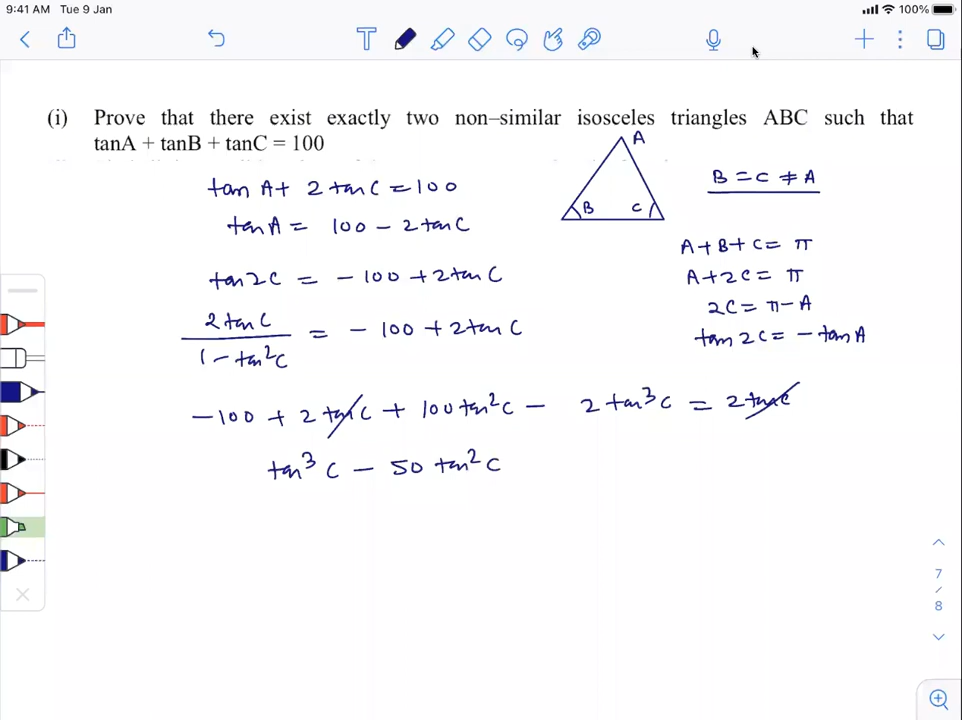 9:41 AM Tue 9 Jan 100%
(i) Prove that there exist exactly two non–similar isosceles triangles ABC such that
tanA + tanB + tanC = 100
tan A + 2 tan C = 100
tan A = 100 - 2 tan C
tan 2C = - 100 + 2 tan C
2 tan C / 1 - tan²C = - 100 + 2 tan C
A
B C
B = C ≠ A
A + B + C = π
A + 2C = π
2C = π - A
tan 2C = - tan A
- 100 + 2 tan C + 100 tan²C - 2 tan³C = 2 tan C
tan³ C - 50 tan² C
7
/
8